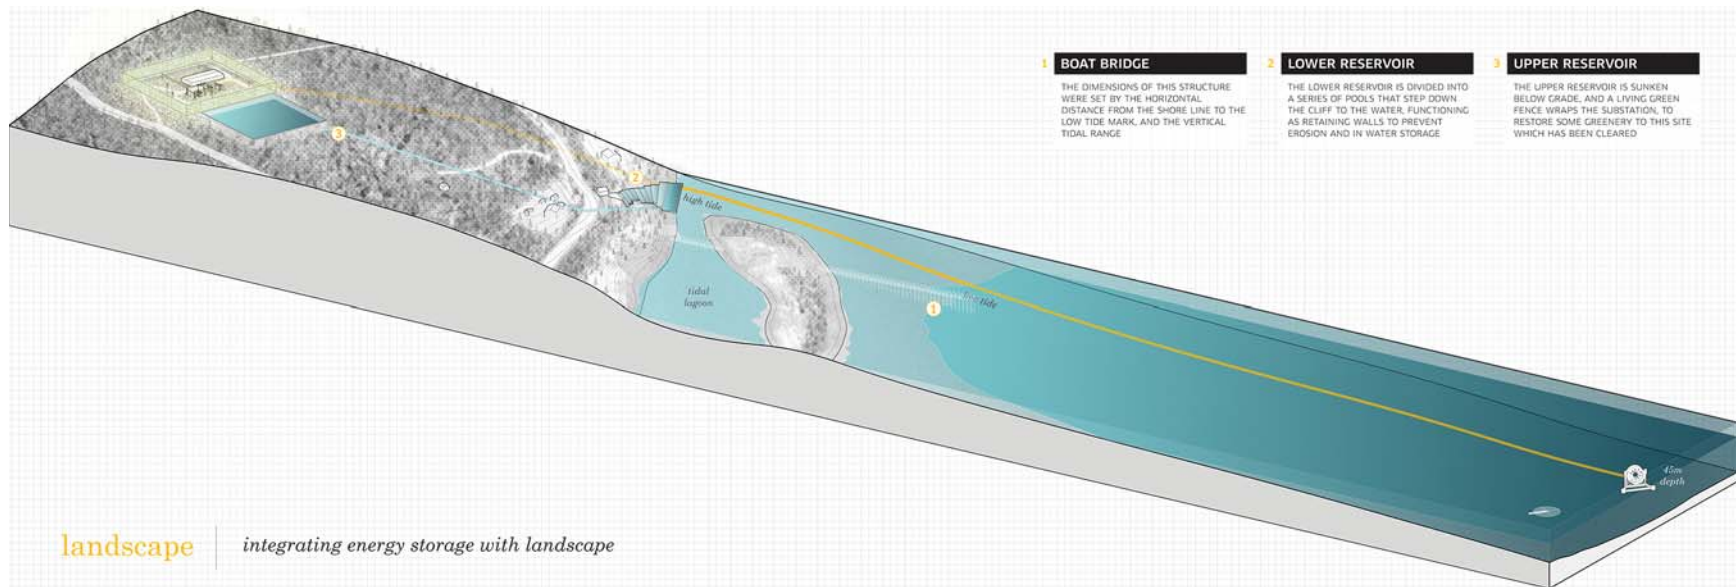 1 BOAT BRIDGE
THE DIMENSIONS OF THIS STRUCTURE
WERE SET BY THE HORIZONTAL
DISTANCE FROM THE SHORE LINE TO THE
LOW TIDE MARK, AND THE VERTICAL
TIDAL RANGE
2 LOWER RESERVOIR
THE LOWER RESERVOIR IS DIVIDED INTO
A SERIES OF POOLS THAT STEP DOWN
THE CLIFF TO THE WATER, FUNCTIONING
AS RETAINING WALLS TO PREVENT
EROSION AND IN WATER STORAGE
3 UPPER RESERVOIR
THE UPPER RESERVOIR IS SUNKEN
BELOW GRADE, AND A LIVING GREEN
FENCE WRAPS THE SUBSTATION, TO
RESTORE SOME GREENERY TO THIS SITE
WHICH HAS BEEN CLEARED
3
2
high tide
tidal
lagoon
tide
1
45m
depth
landscape
integrating energy storage with landscape